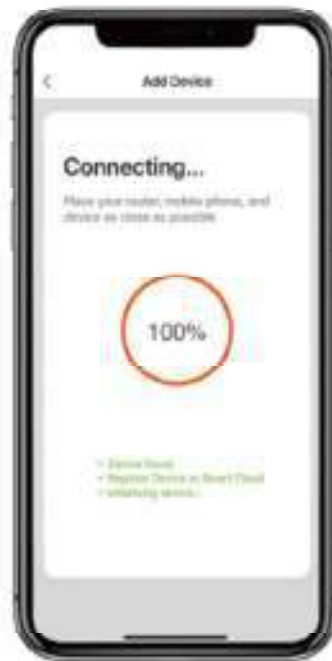 Add Device
Connecting...
Place your router, mobile phone, and
device as close as possible
100%
Device found
Register Device to Smart Cloud
Initializing device...